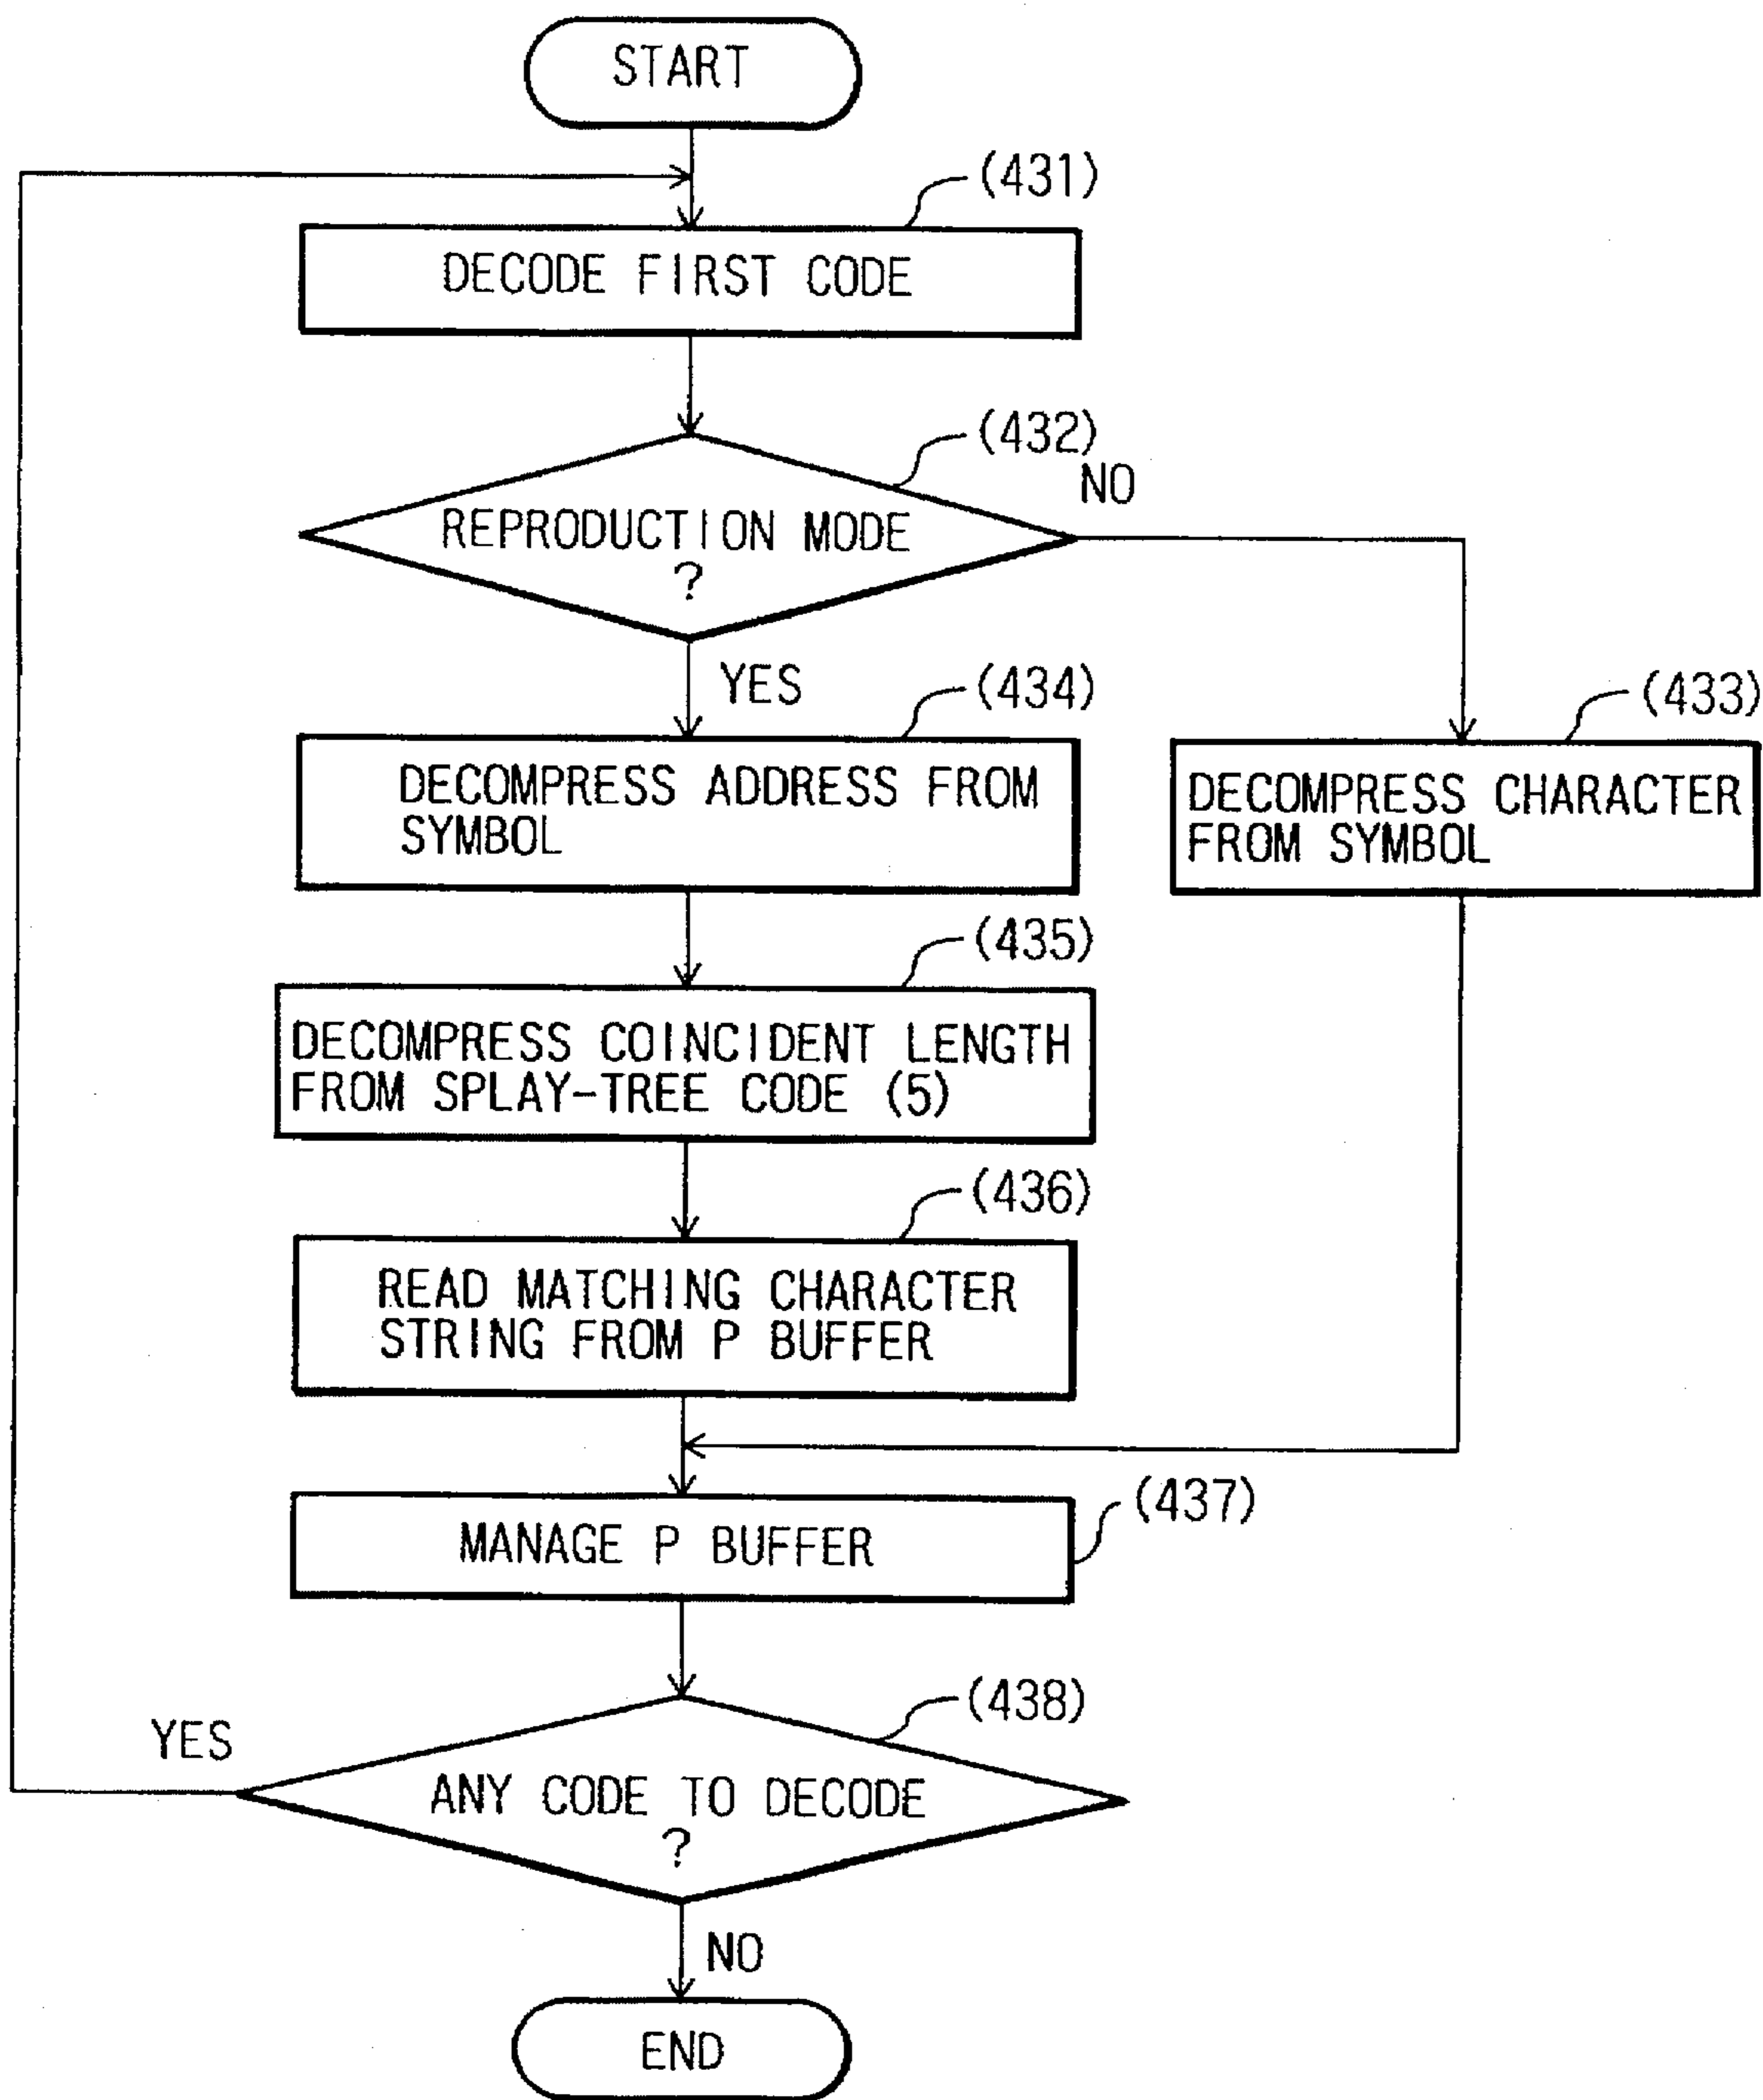 START
(431)
DECODE FIRST CODE
(432)
NO
REPRODUCTION MODE
?
YES
(434)
(433)
DECOMPRESS ADDRESS FROM
SYMBOL
DECOMPRESS CHARACTER
FROM SYMBOL
(435)
DECOMPRESS COINCIDENT LENGTH
FROM SPLAY-TREE CODE (5)
(436)
READ MATCHING CHARACTER
STRING FROM P BUFFER
(437)
MANAGE P BUFFER
(438)
YES
ANY CODE TO DECODE
?
NO
END